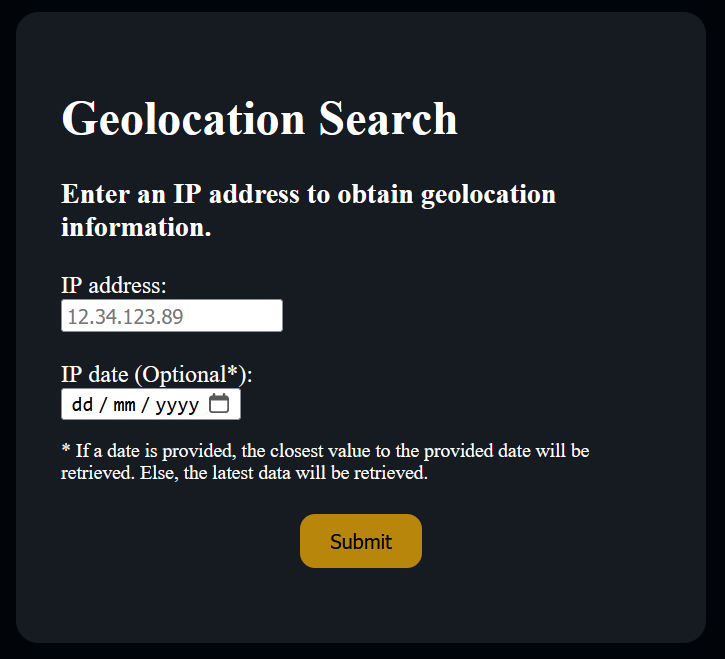 Geolocation Search
Enter an IP address to obtain geolocation
information.
IP address:
12.34.123.89
IP date (Optional*):
dd / mm / yyyy
* If a date is provided, the closest value to the provided date will be
retrieved. Else, the latest data will be retrieved.
Submit